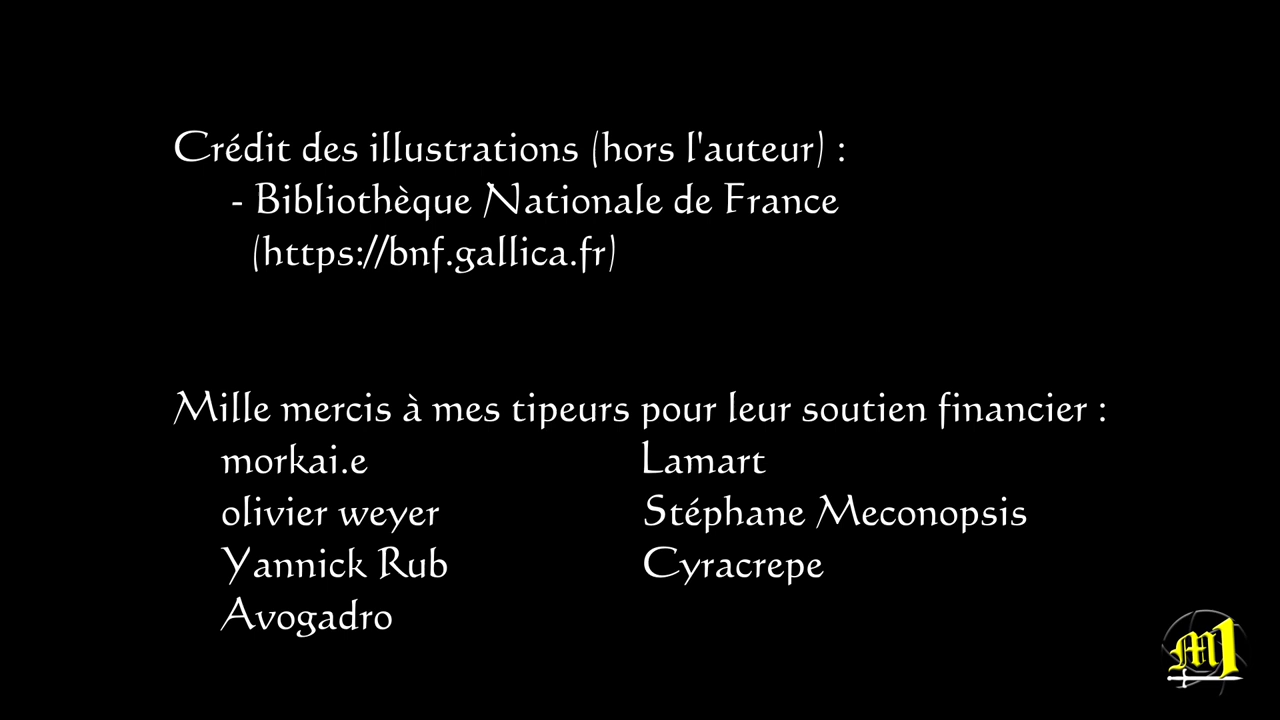 Crédit des illustrations (hors l'auteur) :
- Bibliothèque Nationale de France
(https://bnf.gallica.fr)
Mille mercis à mes tipeurs pour leur soutien financier :
morkai.e Lamart
olivier weyer Stéphane Meconopsis
Yannick Rub Cyracrepe
Avogadro
M1